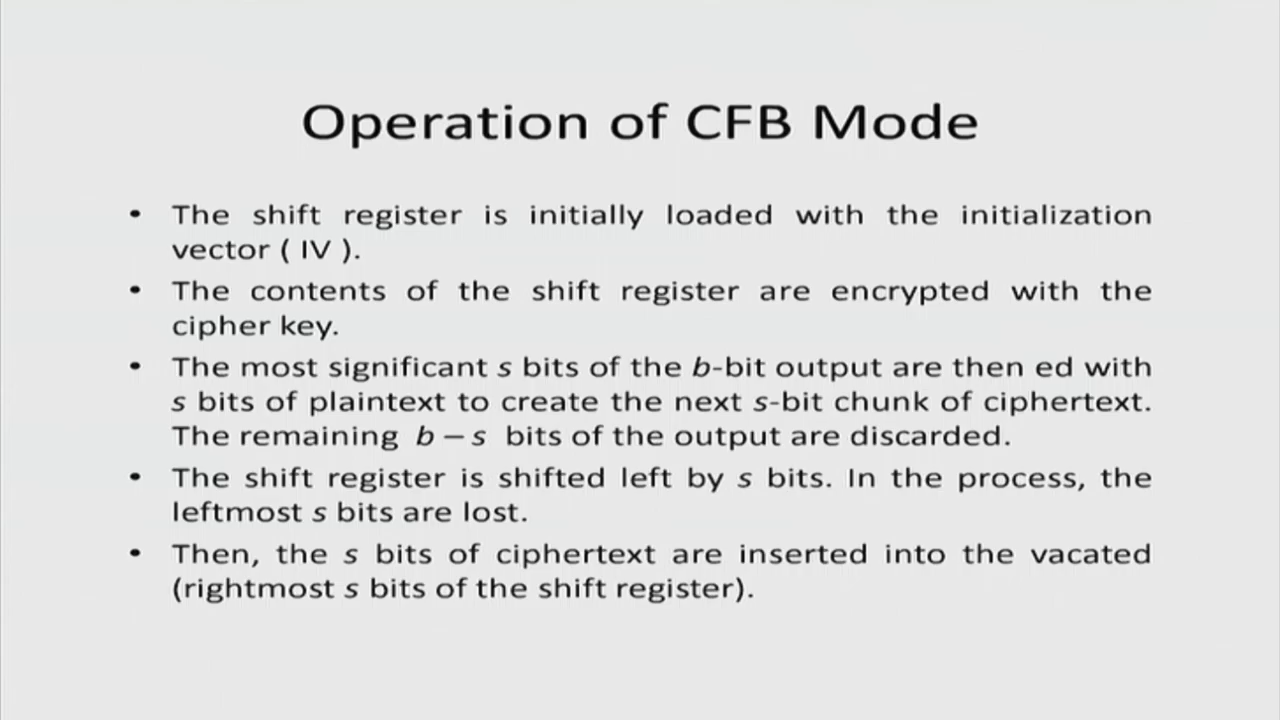 Operation of CFB Mode
• The shift register is initially loaded with the initialization
vector ( IV ).
• The contents of the shift register are encrypted with the
cipher key.
• The most significant s bits of the b-bit output are then ed with
s bits of plaintext to create the next s-bit chunk of ciphertext.
The remaining b – s bits of the output are discarded.
• The shift register is shifted left by s bits. In the process, the
leftmost s bits are lost.
• Then, the s bits of ciphertext are inserted into the vacated
(rightmost s bits of the shift register).